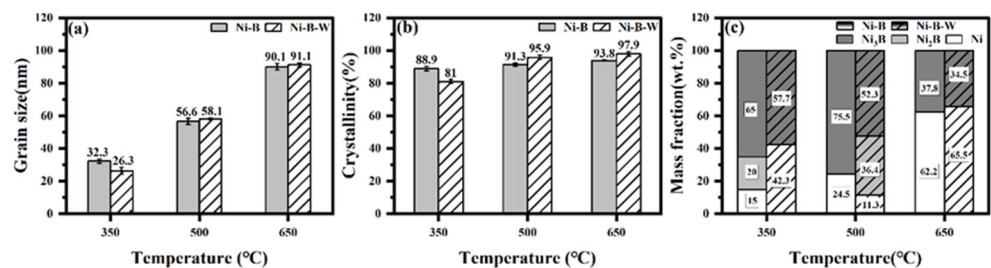 (a)
Ni-B Ni-B-W
Grain size(nm)
120
100
80
60
40
20
0
32.3 26.3
56.6 58.1
90.1 91.1
350 500 650
Temperature (°C)
(b)
Ni-B Ni-B-W
Crystallinity(%)
120
100
80
60
40
20
0
88.9 81
91.3 95.9
93.8 97.9
350 500 650
Temperature (°C)
(c)
Ni-B Ni-B-W
Ni₃B Ni₂B Ni
Mass fraction(wt.%)
120
100
80
60
40
20
0
65 57.7
20
15 42.3
75.5 52.3
36.4
24.5 11.3
37.8 34.5
62.2 65.5
350 500 650
Temperature(°C)